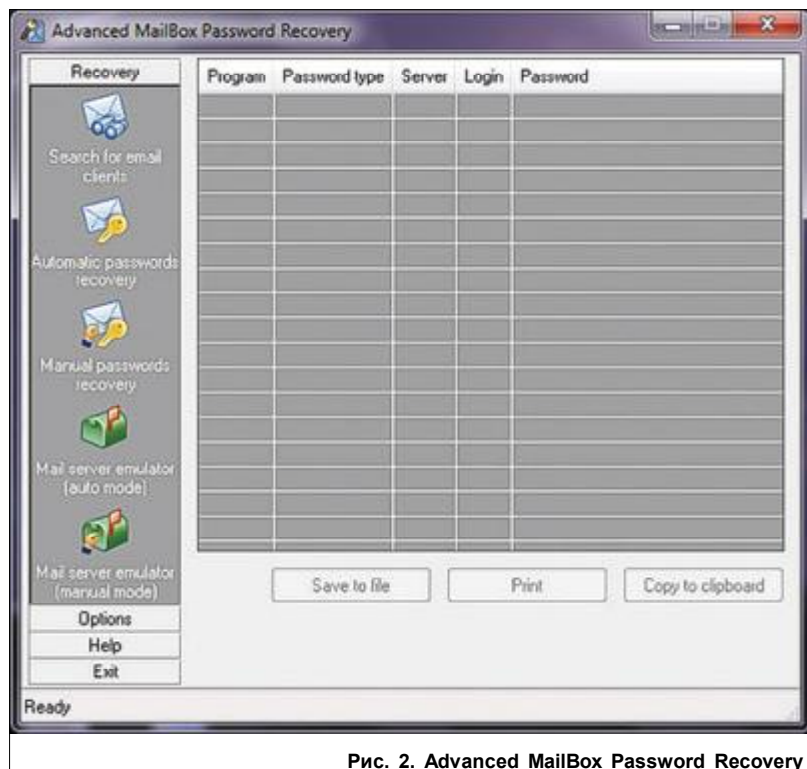 Advanced MailBox Password Recovery
Recovery
Search for email
clients
Automatic passwords
recovery
Manual passwords
recovery
Mail server emulator
(auto mode)
Mail server emulator
(manual mode)
Options
Help
Exit
Program Password type Server Login Password
Save to file Print Copy to clipboard
Ready
Рис. 2. Advanced MailBox Password Recovery